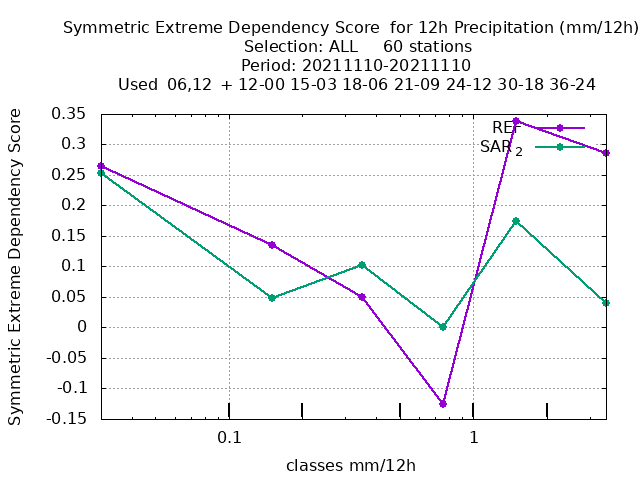 Symmetric Extreme Dependency Score for 12h Precipitation (mm/12h)
Selection: ALL 60 stations
Period: 20211110-20211110
Used 06,12 + 12-00 15-03 18-06 21-09 24-12 30-18 36-24
Symmetric Extreme Dependency Score
0.35
0.3
0.25
0.2
0.15
0.1
0.05
0
-0.05
-0.1
-0.15
REF
SAR2
0.1
1
classes mm/12h